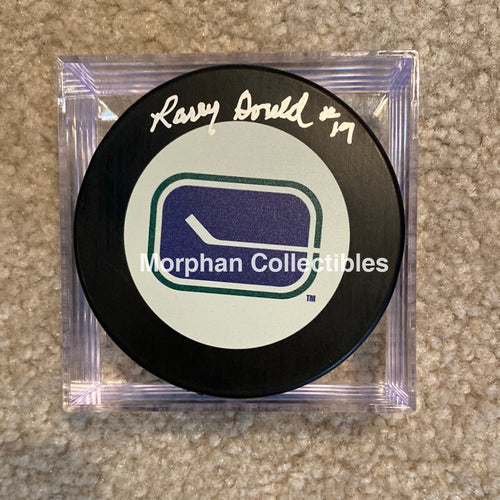 Larry Gould #19
Morphan Collectibles
TM